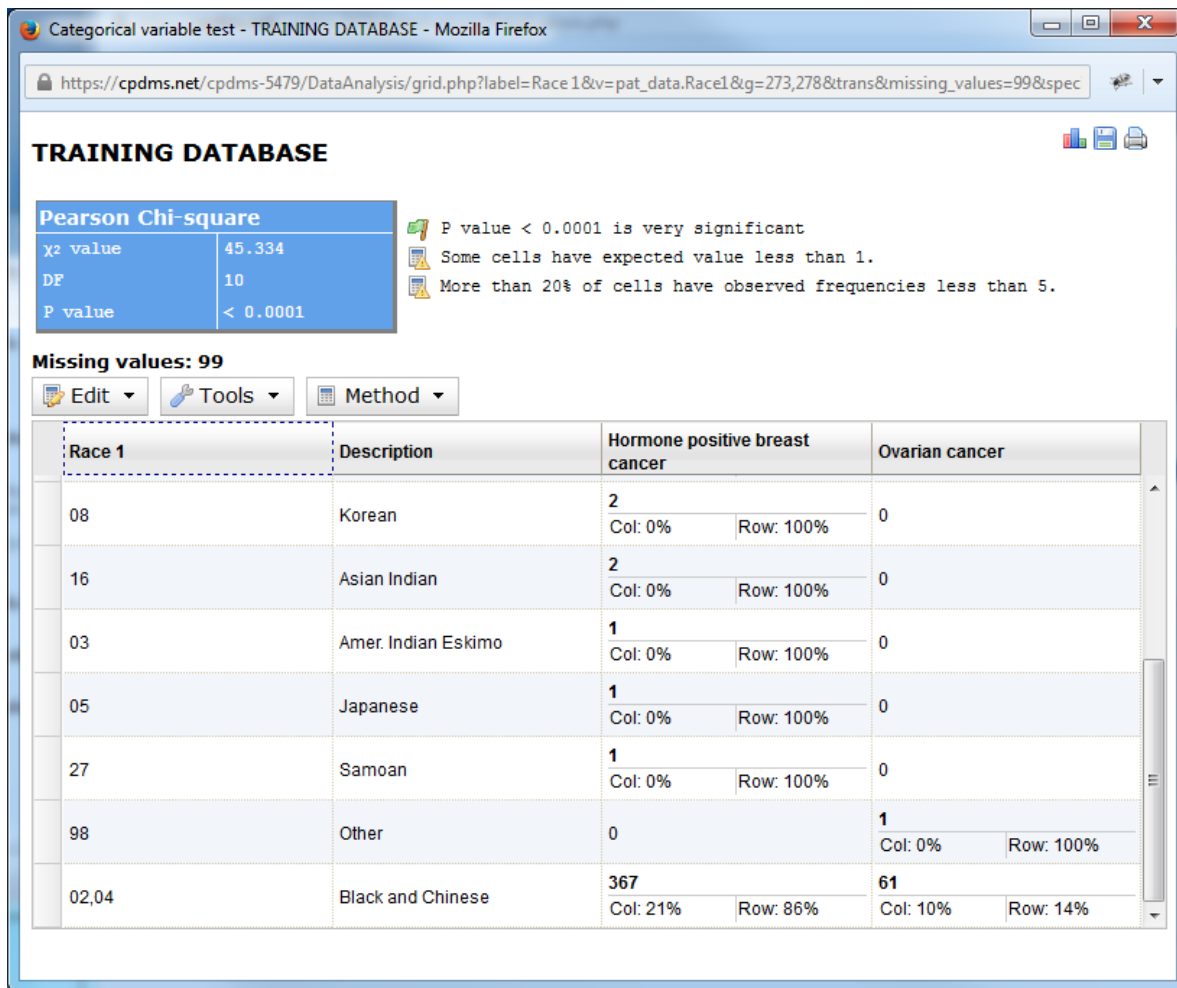 Categorical variable test - TRAINING DATABASE - Mozilla Firefox
https://cpdms.net/cpdms-5479/DataAnalysis/grid.php?label=Race 1&v=pat_data.Race1&g=273,278&trans&missing_values=99&spec
TRAINING DATABASE
Pearson Chi-square
χ2 value 45.334
DF 10
P value < 0.0001
P value < 0.0001 is very significant
Some cells have expected value less than 1.
More than 20% of cells have observed frequencies less than 5.
Missing values: 99
Edit Tools Method
Race 1 Description Hormone positive breast cancer Ovarian cancer
08 Korean 2 Col: 0% Row: 100% 0
16 Asian Indian 2 Col: 0% Row: 100% 0
03 Amer. Indian Eskimo 1 Col: 0% Row: 100% 0
05 Japanese 1 Col: 0% Row: 100% 0
27 Samoan 1 Col: 0% Row: 100% 0
98 Other 0 1 Col: 0% Row: 100%
02,04 Black and Chinese 367 Col: 21% Row: 86% 61 Col: 10% Row: 14%